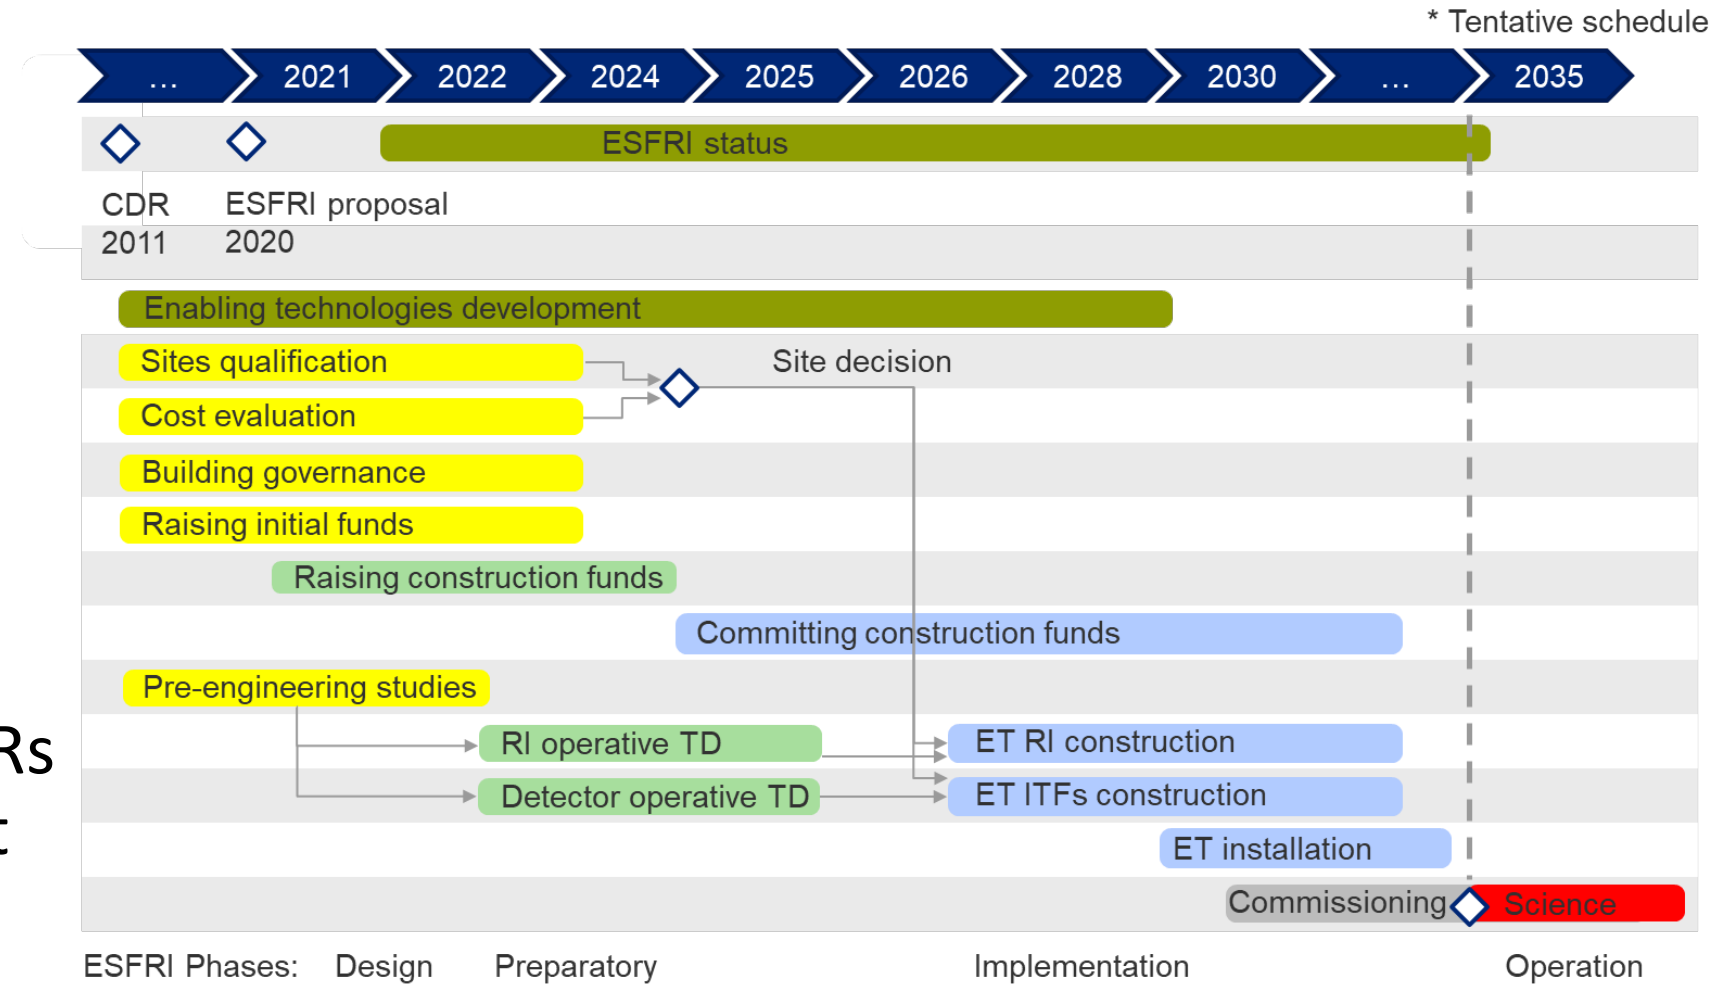 * Tentative schedule
... 2021 2022 2024 2025 2026 2028 2030 ... 2035
ESFRI status
CDR
2011
ESFRI proposal
2020
Enabling technologies development
Sites qualification
Site decision
Cost evaluation
Building governance
Raising initial funds
Raising construction funds
Committing construction funds
Pre-engineering studies
Rs
RI operative TD
ET RI construction
Detector operative TD
ET ITFs construction
t
ET installation
Commissioning
Science
ESFRI Phases: Design Preparatory Implementation Operation